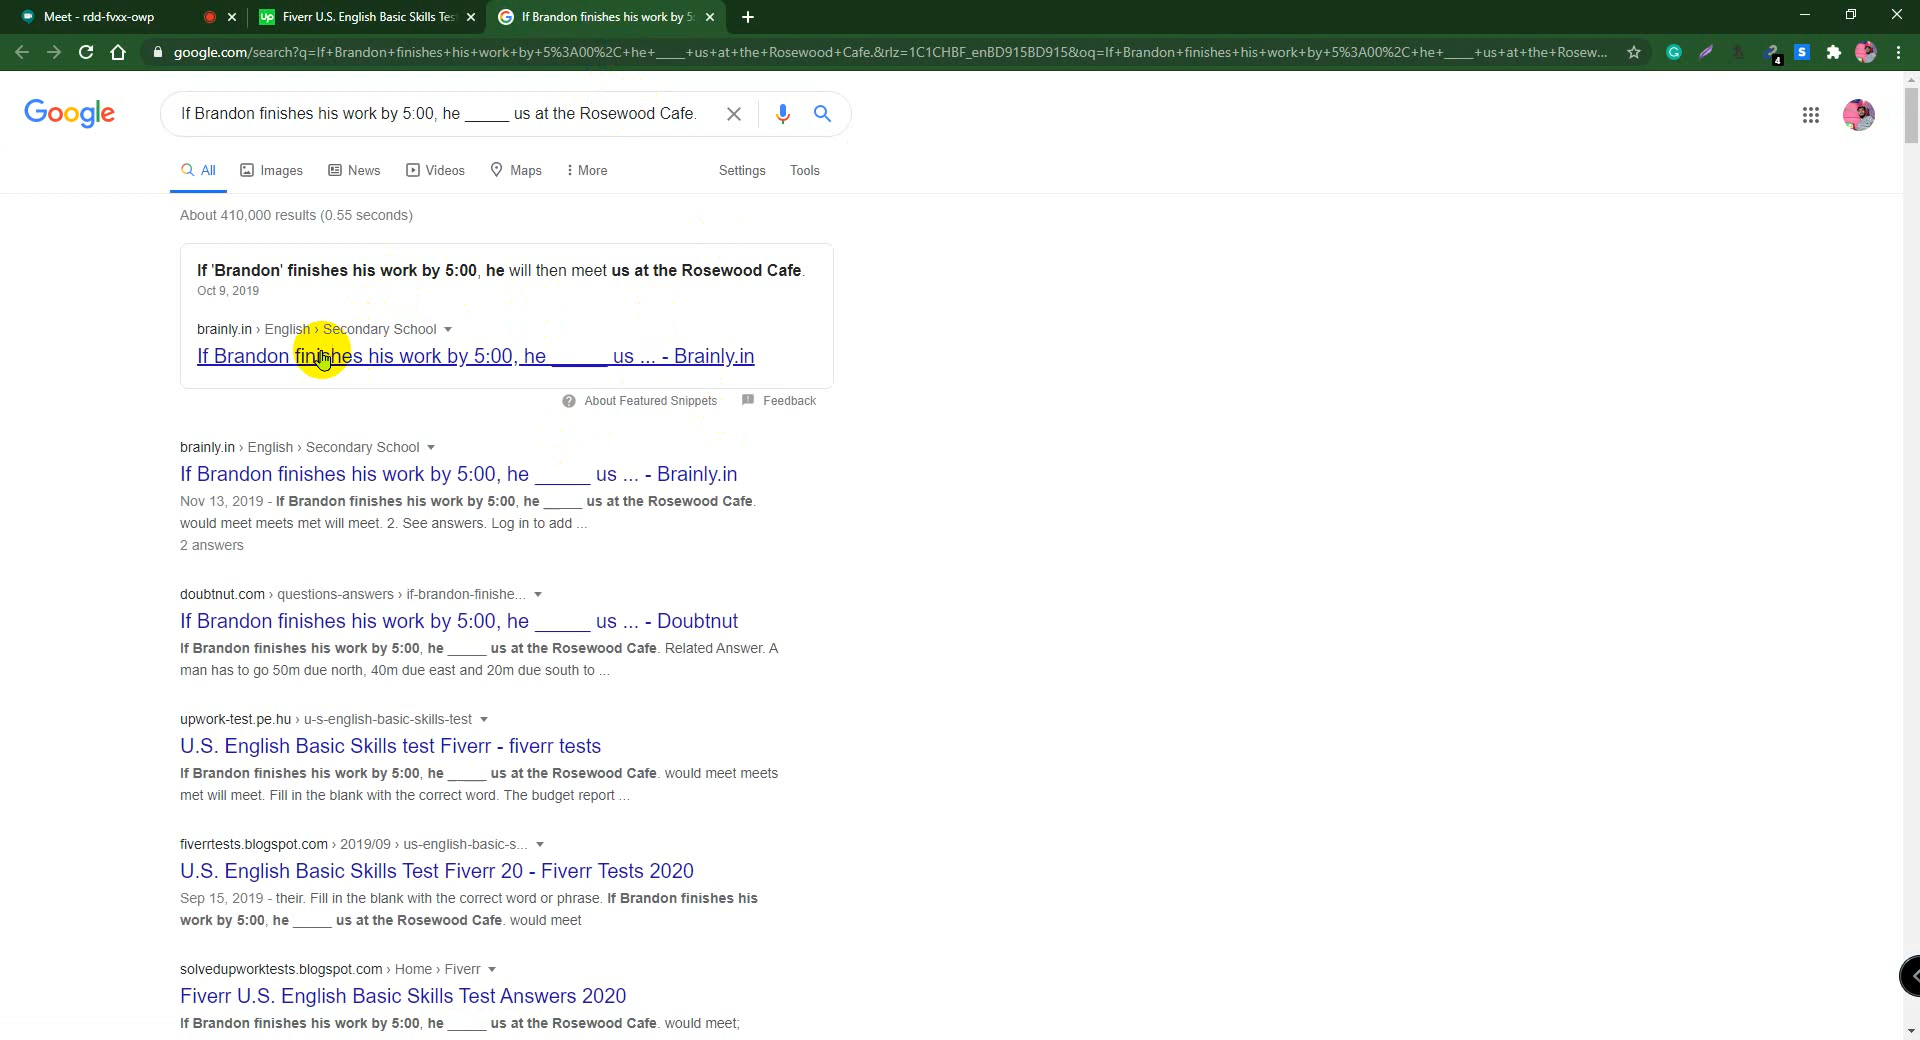 Meet - rdd-fvxx-owp
Up Fiverr U.S. English Basic Skills Tes
If Brandon finishes his work by 5:
google.com/search?q=If+Brandon+finishes+his+work+by+5%3A00%2C+he+____+us+at+the+Rosewood+Cafe.&rlz=1C1CHBF_enBD915BD915&oq=If+Brandon+finishes+his+work+by+5%3A00%2C+he+____+us+at+the+Rosew...
S
4
Google
If Brandon finishes his work by 5:00, he _____ us at the Rosewood Cafe.
All Images News Videos Maps More Settings Tools
About 410,000 results (0.55 seconds)
If 'Brandon' finishes his work by 5:00, he will then meet us at the Rosewood Cafe.
Oct 9, 2019
brainly.in › English › Secondary School
If Brandon finishes his work by 5:00, he _____ us ... - Brainly.in
About Featured Snippets Feedback
brainly.in › English › Secondary School
If Brandon finishes his work by 5:00, he _____ us ... - Brainly.in
Nov 13, 2019 - If Brandon finishes his work by 5:00, he _____ us at the Rosewood Cafe.
would meet meets met will meet. 2. See answers. Log in to add ...
2 answers
doubtnut.com › questions-answers › if-brandon-finishe...
If Brandon finishes his work by 5:00, he _____ us ... - Doubtnut
If Brandon finishes his work by 5:00, he _____ us at the Rosewood Cafe. Related Answer. A
man has to go 50m due north, 40m due east and 20m due south to ...
upwork-test.pe.hu › u-s-english-basic-skills-test
U.S. English Basic Skills test Fiverr - fiverr tests
If Brandon finishes his work by 5:00, he _____ us at the Rosewood Cafe. would meet meets
met will meet. Fill in the blank with the correct word. The budget report ...
fiverrtests.blogspot.com › 2019/09 › us-english-basic-s...
U.S. English Basic Skills Test Fiverr 20 - Fiverr Tests 2020
Sep 15, 2019 - their. Fill in the blank with the correct word or phrase. If Brandon finishes his
work by 5:00, he _____ us at the Rosewood Cafe. would meet
solvedupworktests.blogspot.com › Home › Fiverr
Fiverr U.S. English Basic Skills Test Answers 2020
If Brandon finishes his work by 5:00, he _____ us at the Rosewood Cafe. would meet;